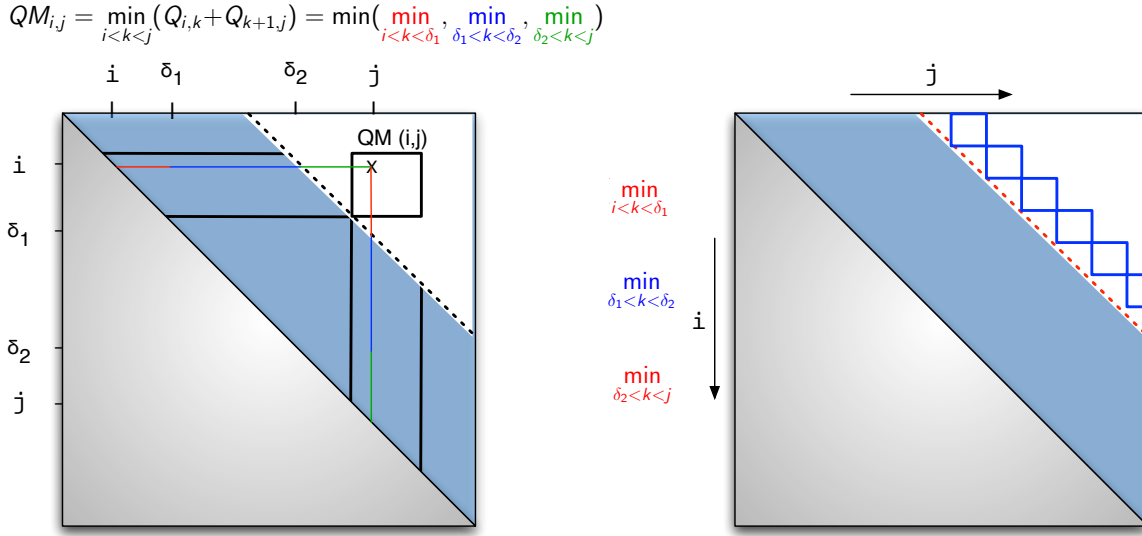 QM_{i,j} = min_{i<k<j}(Q_{i,k}+Q_{k+1,j}) = min(min_{i<k<δ₁}, min_{δ₁<k<δ₂}, min_{δ₂<k<j})
i δ₁ δ₂ j
QM (i,j)
X
i
δ₁
δ₂
j
j
min_{i<k<δ₁}
min_{δ₁<k<δ₂}
i
min_{δ₂<k<j}